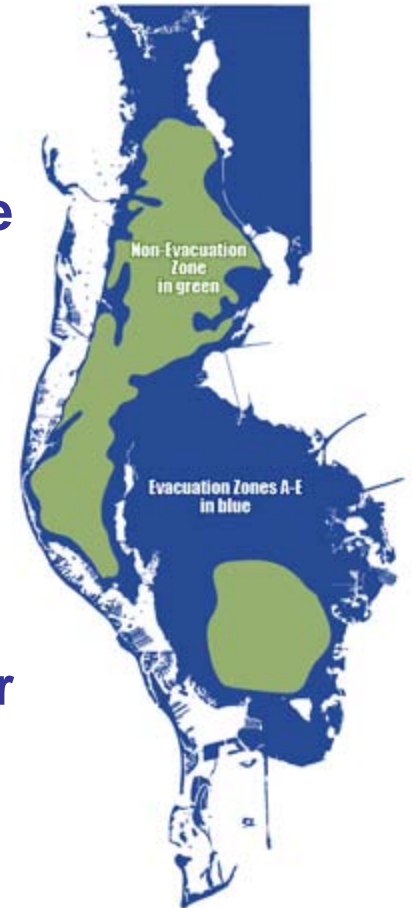 e
Non-Evacuation
Zone
in green
Evacuation Zones A-E
in blue
r